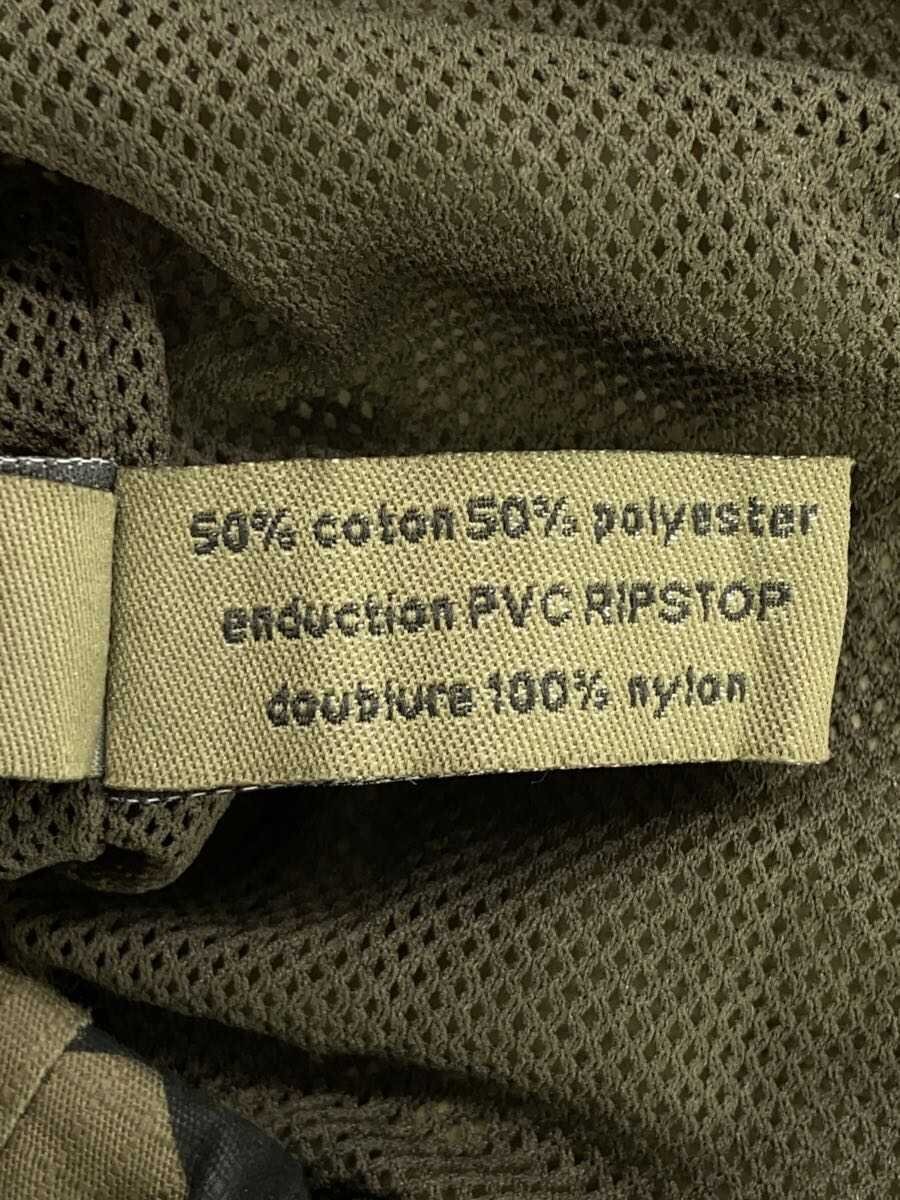 50% coton 50% polyester
enduction PVC RIPSTOP
doublure 100% nylon